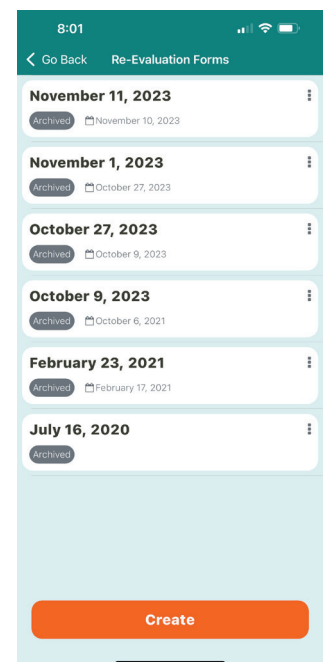 8:01
Go Back Re-Evaluation Forms
November 11, 2023
Archived November 10, 2023
November 1, 2023
Archived October 27, 2023
October 27, 2023
Archived October 9, 2023
October 9, 2023
Archived October 6, 2021
February 23, 2021
Archived February 17, 2021
July 16, 2020
Archived
Create